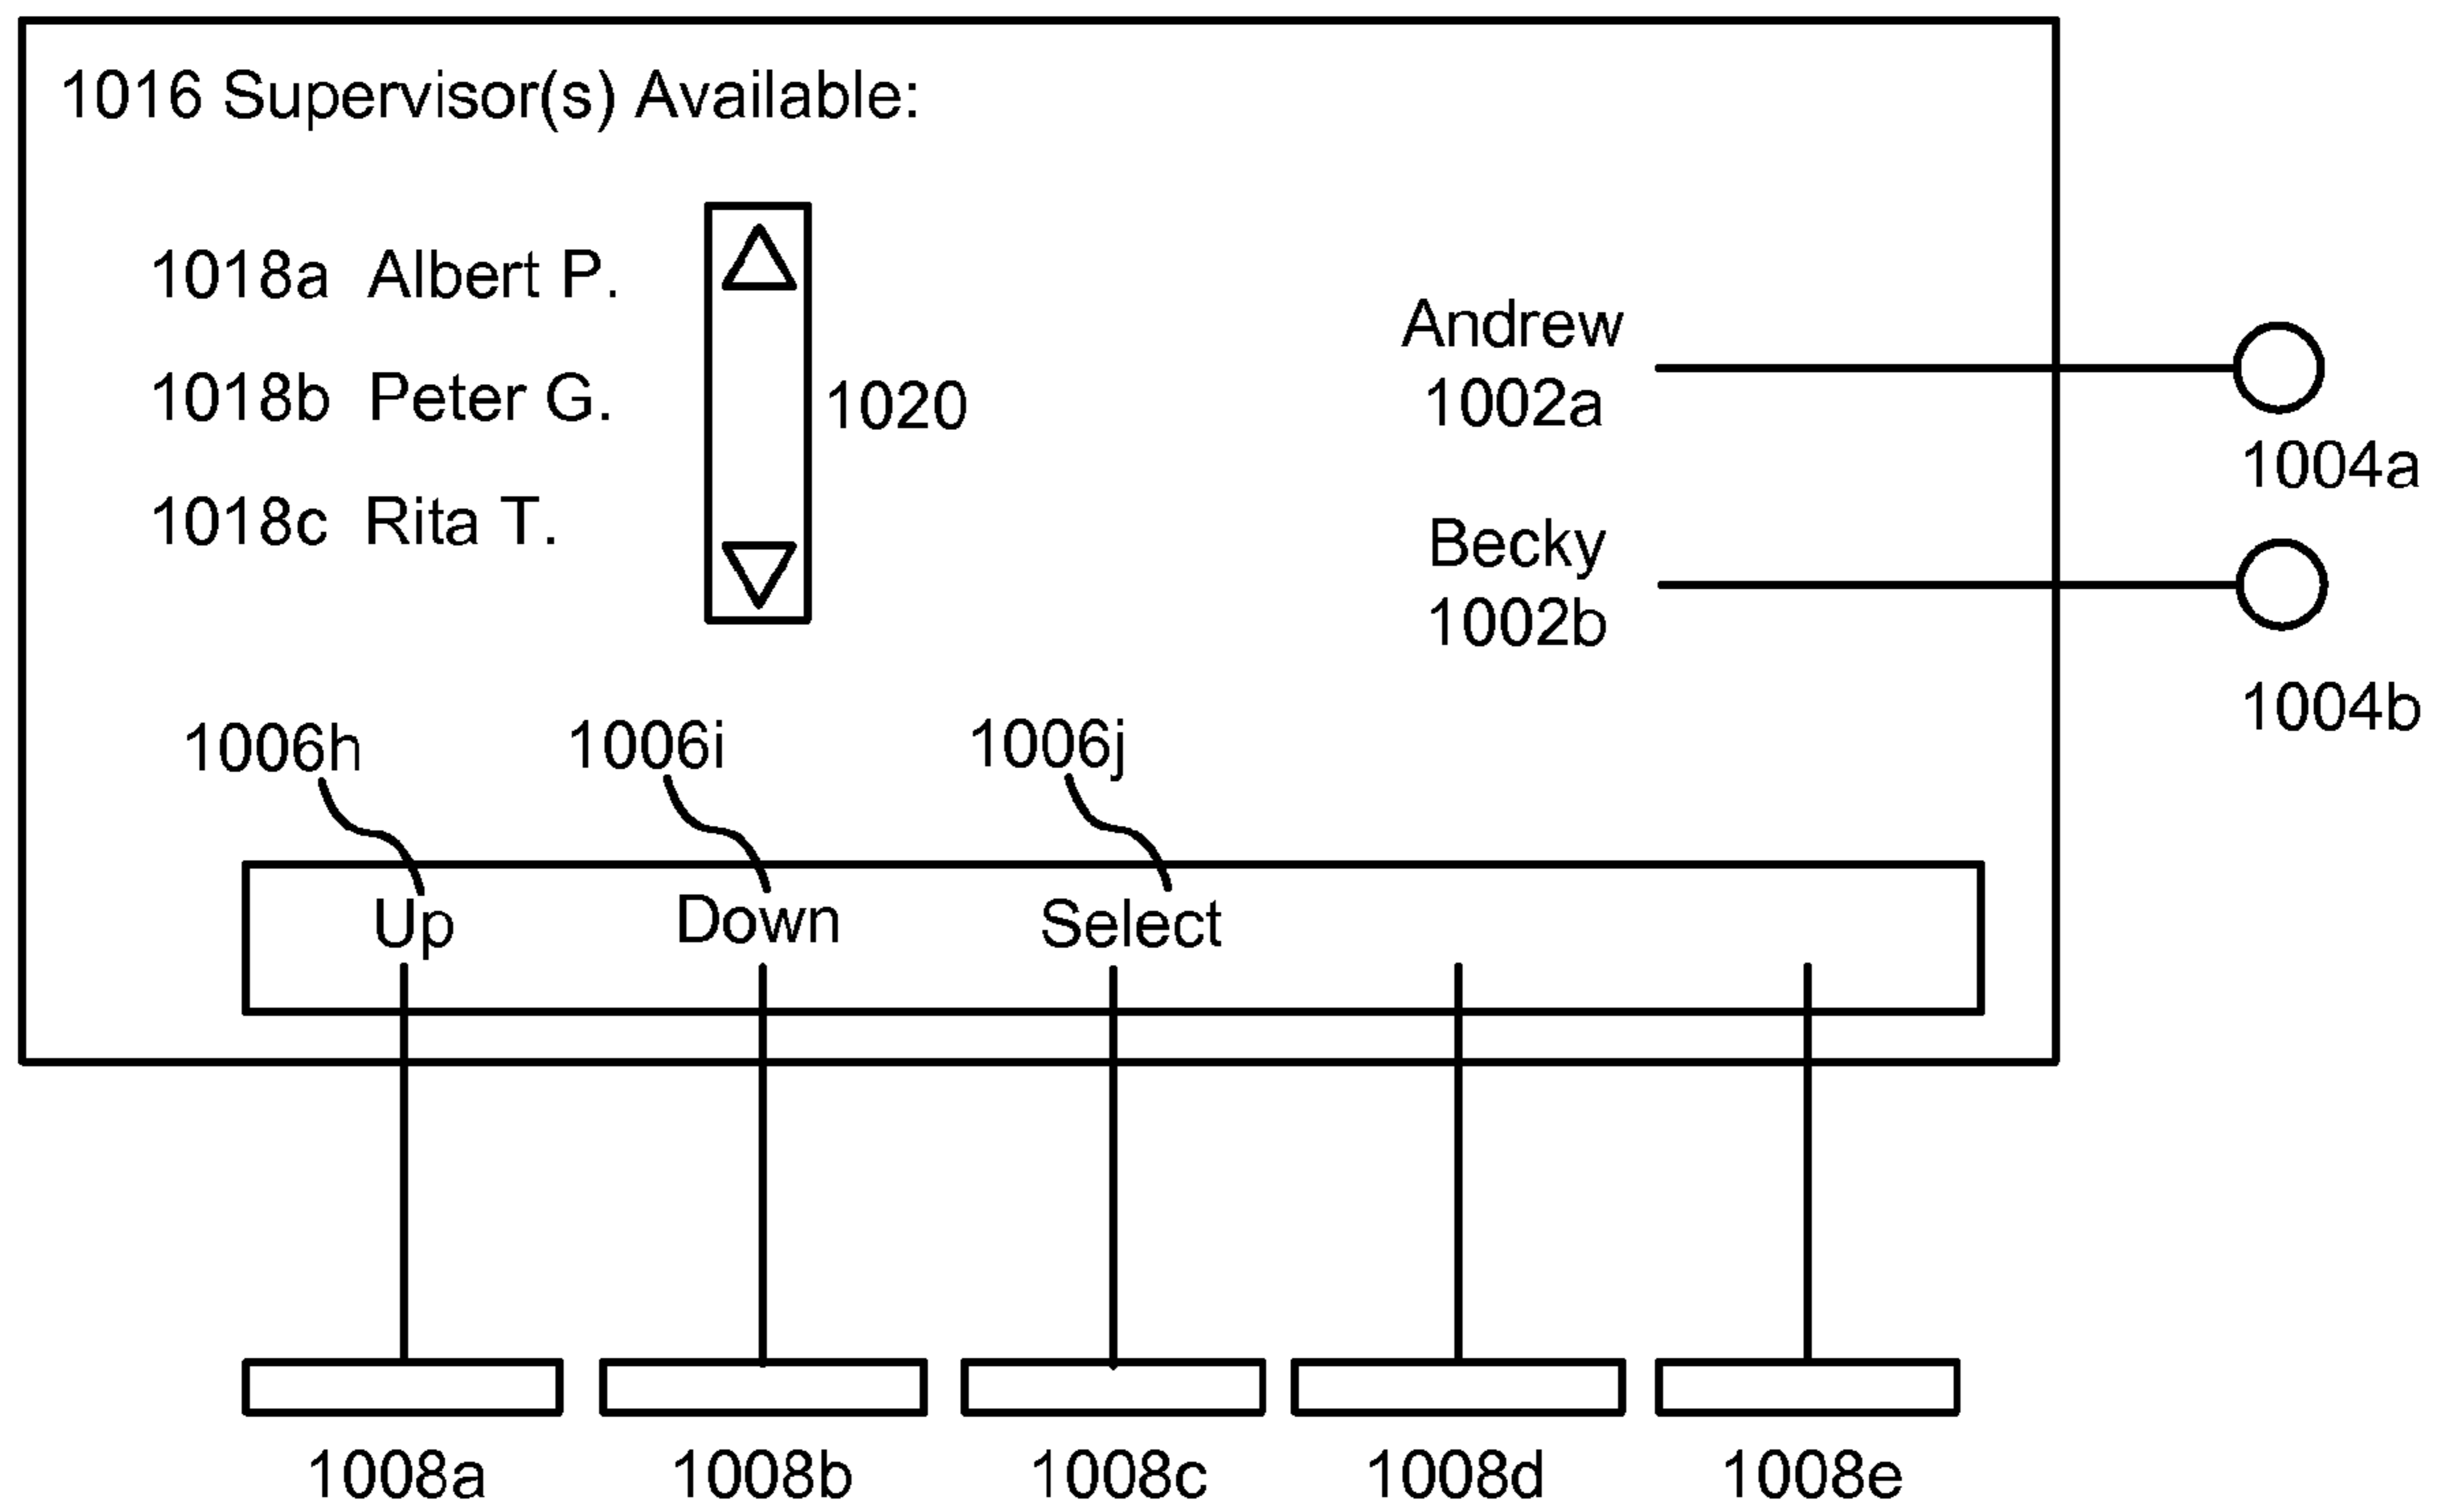 1016 Supervisor(s) Available:
1018a Albert P.
1018b Peter G.
1018c Rita T.
1020
Andrew
1002a
1004a
Becky
1002b
1004b
1006h 1006i 1006j
Up Down Select
1008a 1008b 1008c 1008d 1008e